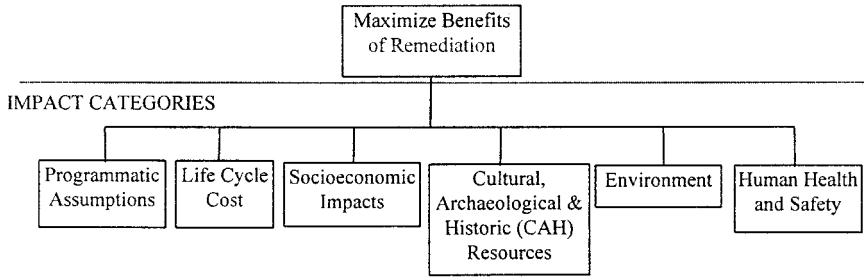 Maximize Benefits
of Remediation
IMPACT CATEGORIES
Programmatic
Assumptions
Life Cycle
Cost
Socioeconomic
Impacts
Cultural,
Archaeological &
Historic (CAH)
Resources
Environment
Human Health
and Safety